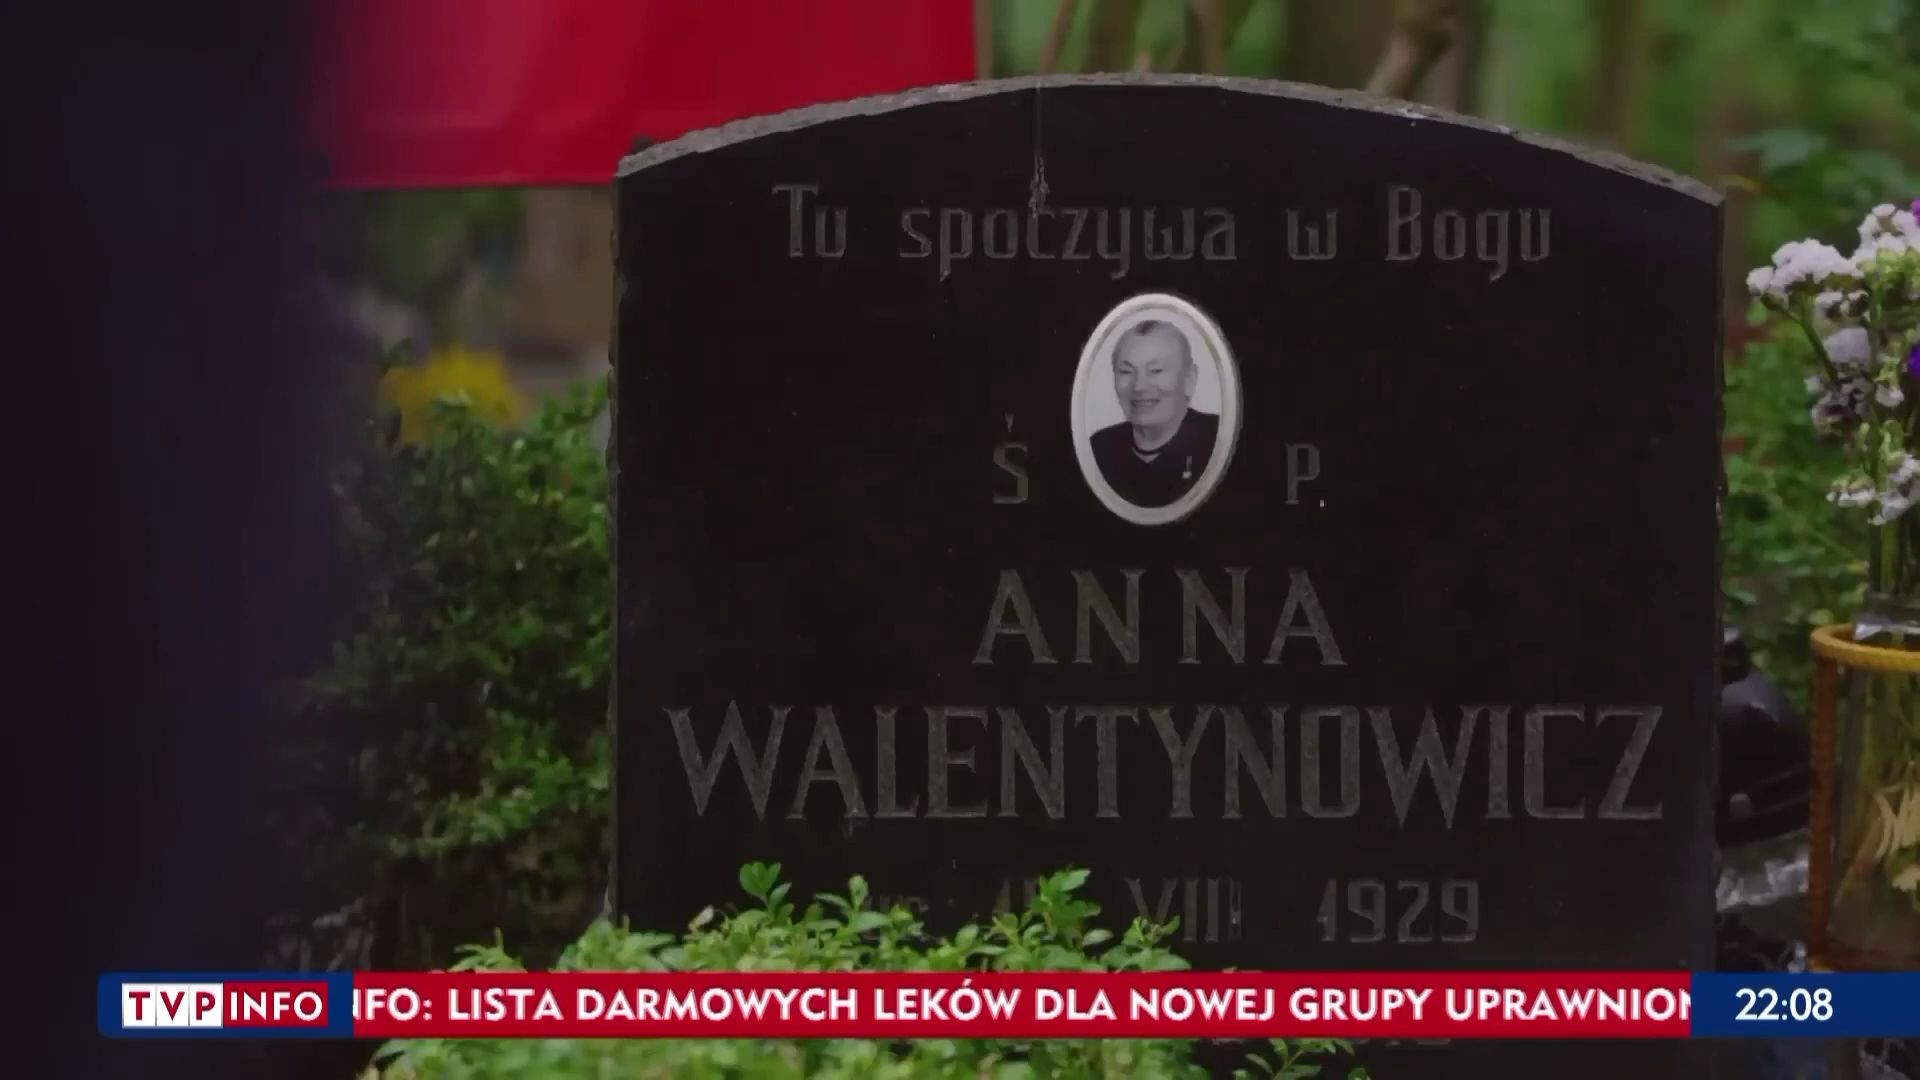 Tu spoczywa w Bogu
Ś P.
ANNA
WALENTYNOWICZ
VIII 1929
TVP INFO
NFO: LISTA DARMOWYCH LEKÓW DLA NOWEJ GRUPY UPRAWNION
22:08